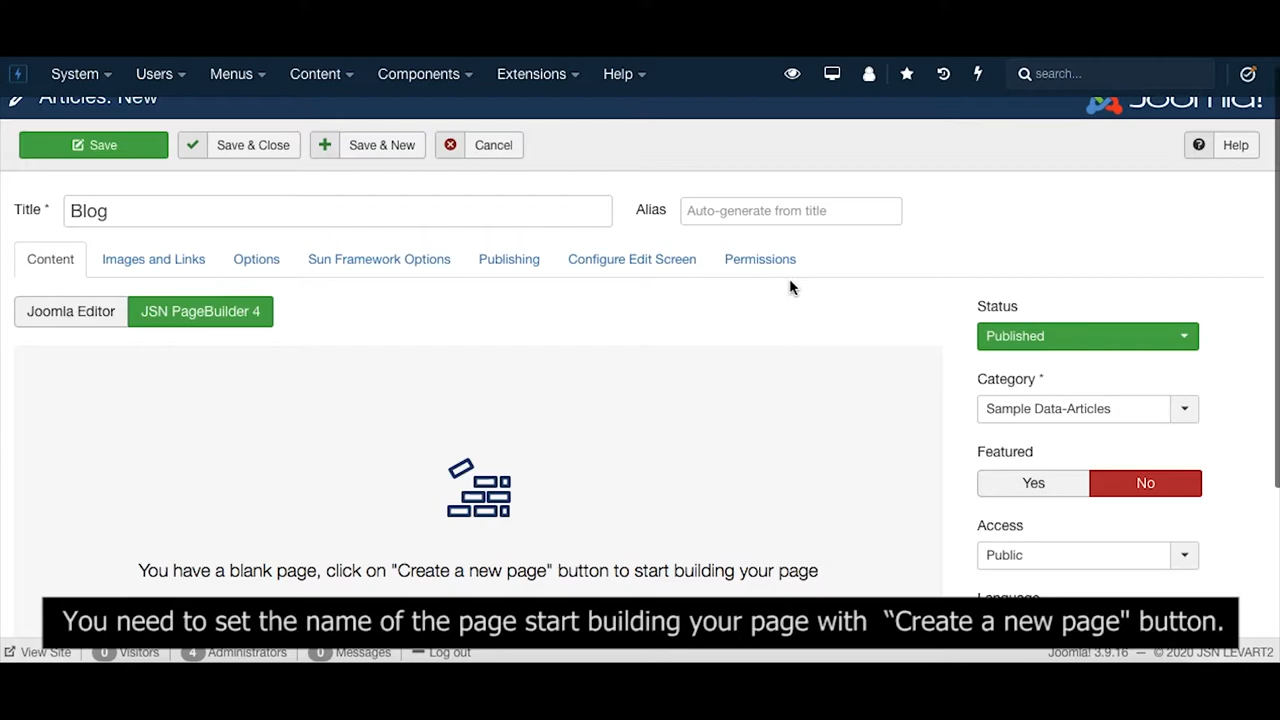 System Users Menus Content Components Extensions Help search...
Articles: New Joomla!
Save Save & Close Save & New Cancel Help
Title * Blog Alias Auto-generate from title
Content Images and Links Options Sun Framework Options Publishing Configure Edit Screen Permissions
Joomla Editor JSN PageBuilder 4
Status
Published
Category *
Sample Data-Articles
Featured
Yes No
Access
Public
Language
You have a blank page, click on "Create a new page" button to start building your page
You need to set the name of the page start building your page with “Create a new page" button.
View Site 0 Visitors 4 Administrators 0 Messages Log out Joomla! 3.9.16 — © 2020 JSN LEVART2